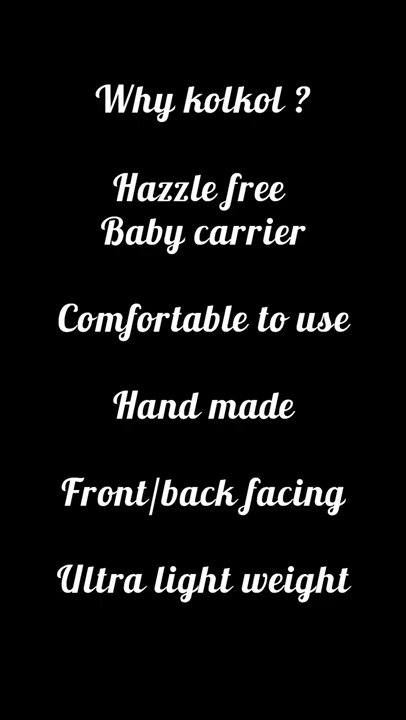 Why kolkol ?
Hazzle free
Baby carrier
Comfortable to use
Hand made
Front/back facing
Ultra light weight